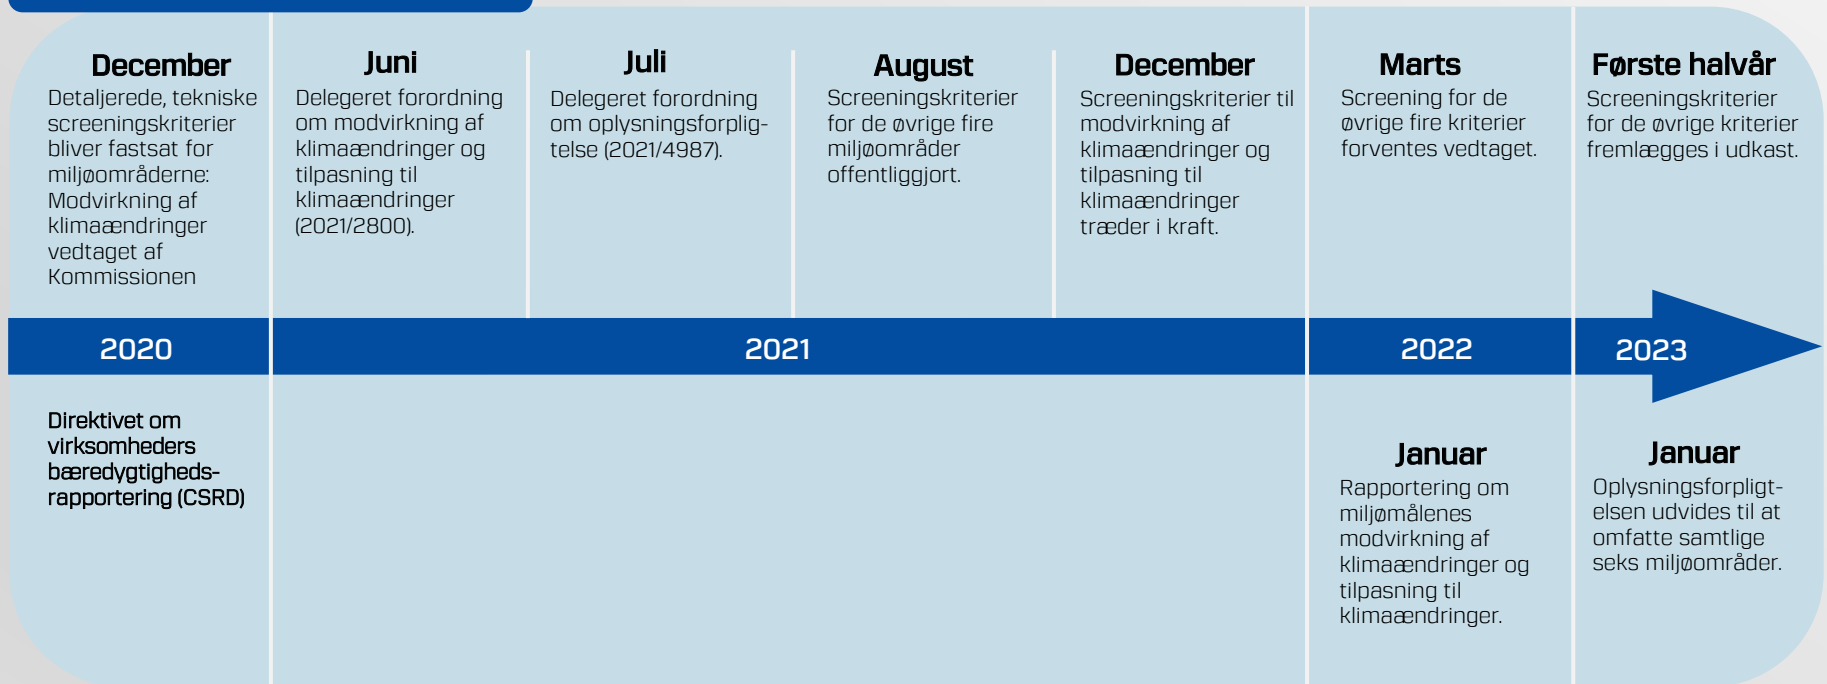 December
Detaljerede, tekniske
screeningskriterier
bliver fastsat for
miljøområderne:
Modvirkning af
klimaændringer
vedtaget af
Kommissionen
Juni
Delegeret forordning
om modvirkning af
klimaændringer og
tilpasning til
klimaændringer
(2021/2800).
Juli
Delegeret forordning
om oplysningsforplig-
telse (2021/4987).
August
Screeningskriterier
for de øvrige fire
miljøområder
offentliggjort.
December
Screeningskriterier til
modvirkning af
klimaændringer og
tilpasning til
klimaændringer
træder i kraft.
Marts
Screening for de
øvrige fire kriterier
forventes vedtaget.
Første halvår
Screeningskriterier
for de øvrige kriterier
fremlægges i udkast.
2020
2021
2022
2023
Direktivet om
virksomheders
bæredygtigheds-
rapportering (CSRD)
Januar
Rapportering om
miljømålenes
modvirkning af
klimaændringer og
tilpasning til
klimaændringer.
Januar
Oplysningsforpligt-
elsen udvides til at
omfatte samtlige
seks miljøområder.